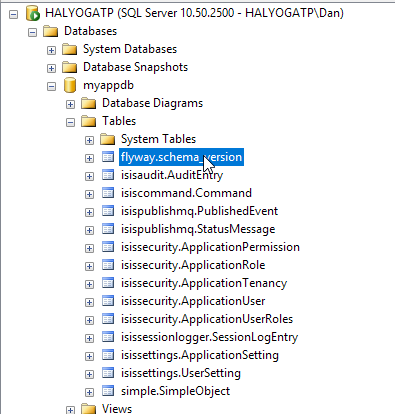 HALYOGATP (SQL Server 10.50.2500 - HALYOGATP\Dan)
Databases
System Databases
Database Snapshots
myappdb
Database Diagrams
Tables
System Tables
flyway.schema_version
isisaudit.AuditEntry
isiscommand.Command
isispublishmq.PublishedEvent
isispublishmq.StatusMessage
isissecurity.ApplicationPermission
isissecurity.ApplicationRole
isissecurity.ApplicationTenancy
isissecurity.ApplicationUser
isissecurity.ApplicationUserRoles
isissessionlogger.SessionLogEntry
isissettings.ApplicationSetting
isissettings.UserSetting
simple.SimpleObject
Views